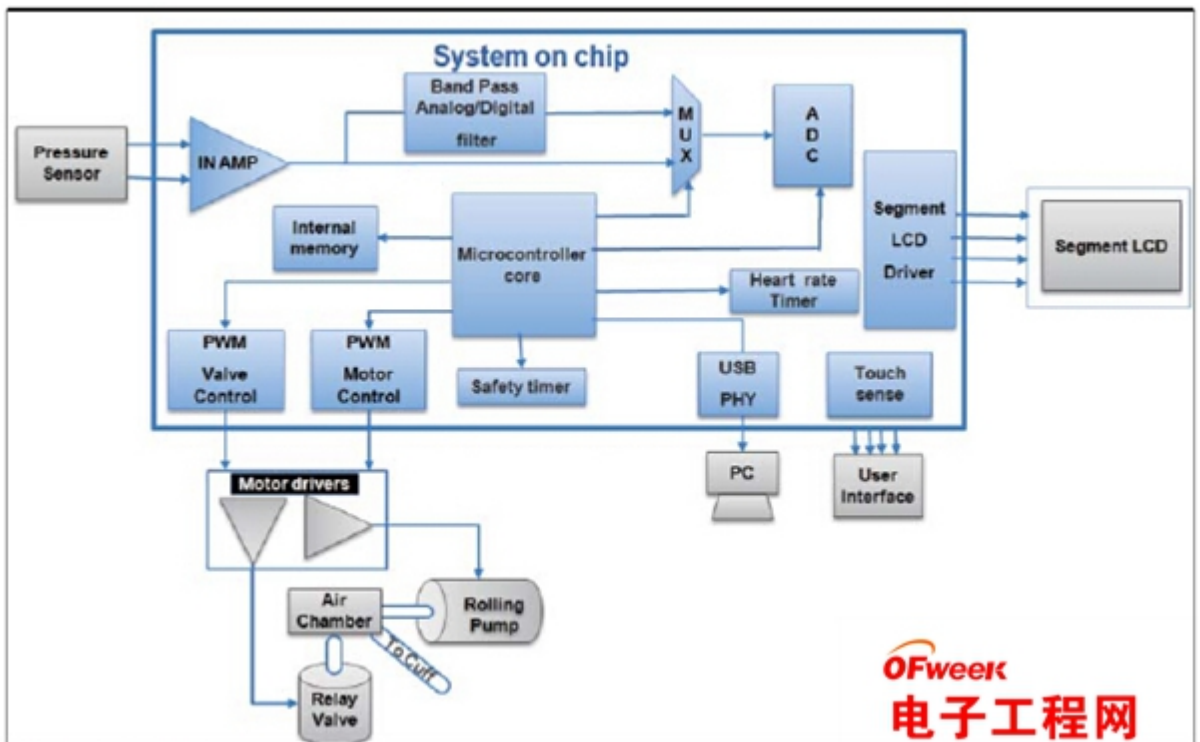 System on chip
Band Pass
Analog/Digital
filter
M
U
X
A
D
C
Pressure
Sensor
IN AMP
Segment
LCD
Driver
Segment LCD
Internal
memory
Microcontroller
core
Heart rate
Timer
PWM
Valve
Control
PWM
Motor
Control
Safety timer
USB
PHY
Touch
sense
Motor drivers
PC
User
Interface
Air
Chamber
Rolling
Pump
To Cuff
Relay
Valve
OFweek
电子工程网